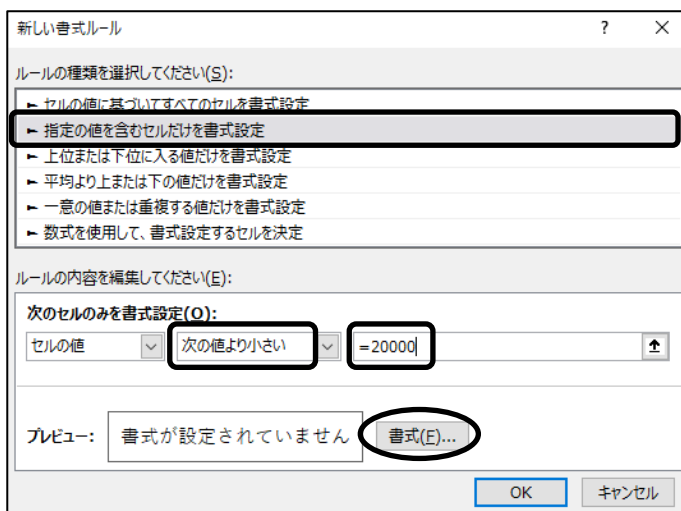 新しい書式ルール ? ×
ルールの種類を選択してください(S):
► セルの値に基づいてすべてのセルを書式設定
► 指定の値を含むセルだけを書式設定
► 上位または下位に入る値だけを書式設定
► 平均より上または下の値だけを書式設定
► 一意の値または重複する値だけを書式設定
► 数式を使用して、書式設定するセルを決定
ルールの内容を編集してください(E):
次のセルのみを書式設定(O):
セルの値 次の値より小さい =20000
プレビュー: 書式が設定されていません 書式(F)...
OK キャンセル